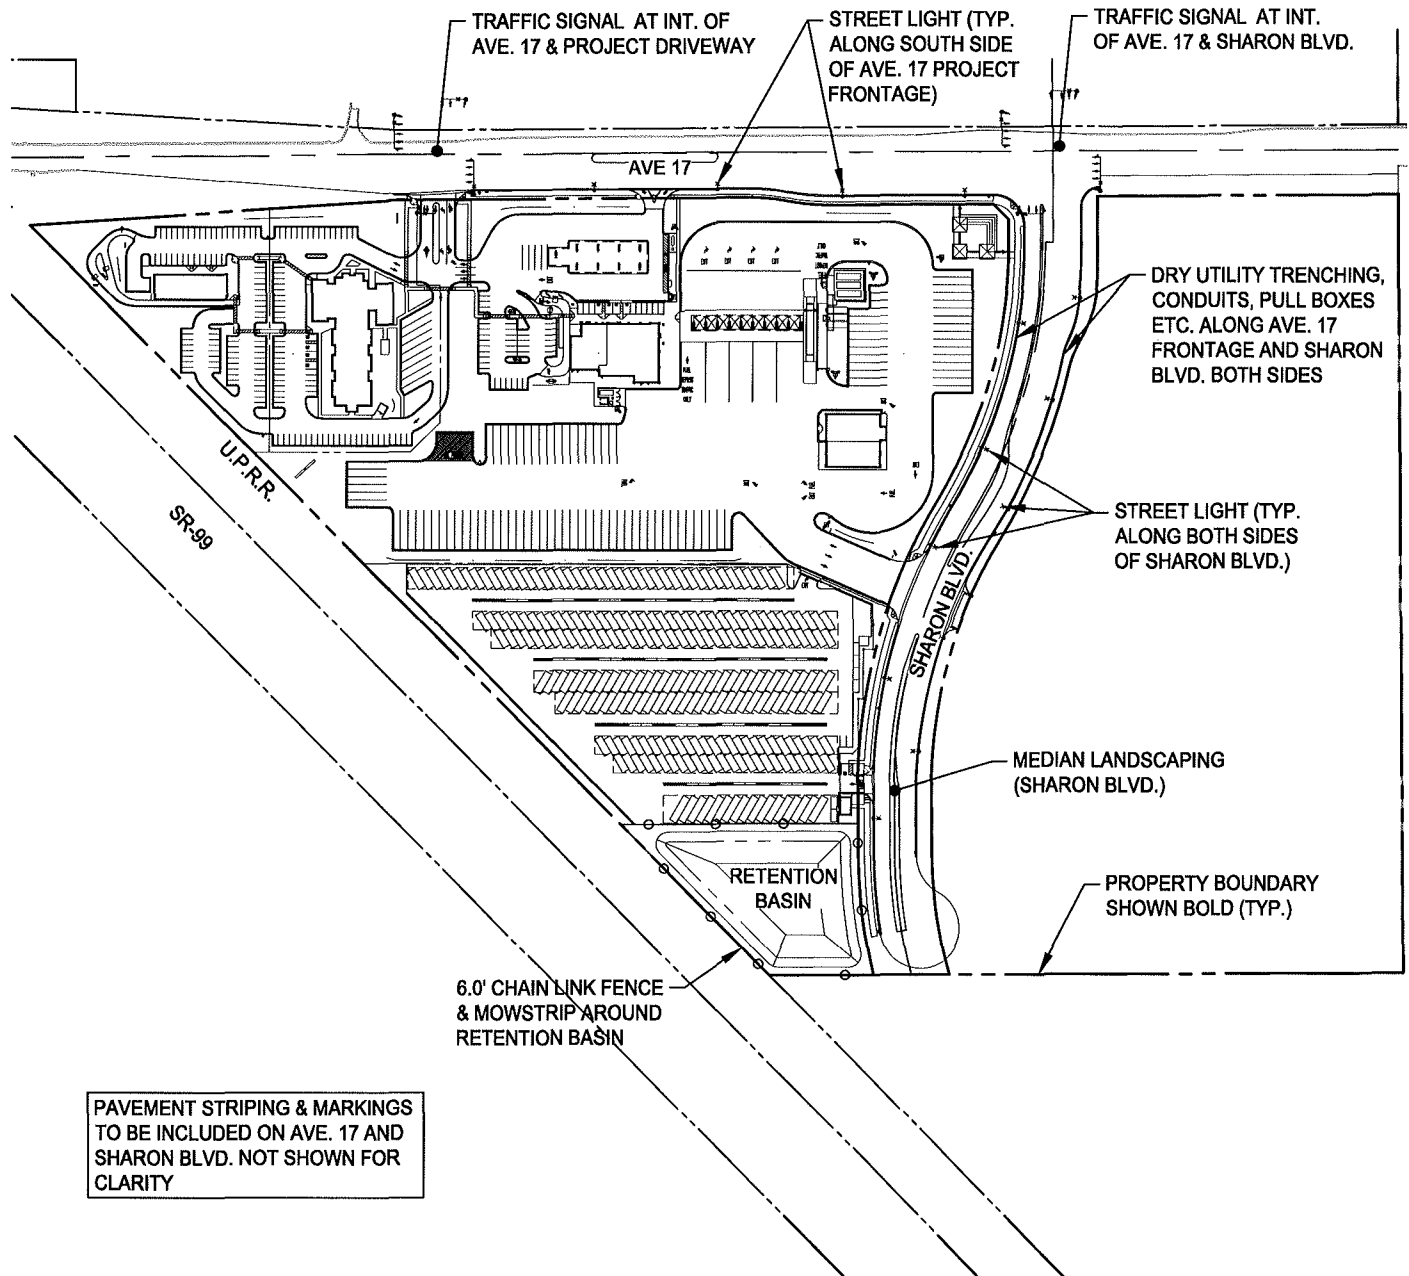 TRAFFIC SIGNAL AT INT. OF
AVE. 17 & PROJECT DRIVEWAY
STREET LIGHT (TYP.
ALONG SOUTH SIDE
OF AVE. 17 PROJECT
FRONTAGE)
TRAFFIC SIGNAL AT INT.
OF AVE. 17 & SHARON BLVD.
AVE 17
DRY UTILITY TRENCHING,
CONDUITS, PULL BOXES
ETC. ALONG AVE. 17
FRONTAGE AND SHARON
BLVD. BOTH SIDES
U.P.R.R.
SR-99
STREET LIGHT (TYP.
ALONG BOTH SIDES
OF SHARON BLVD.)
SHARON BLVD.
MEDIAN LANDSCAPING
(SHARON BLVD.)
RETENTION
BASIN
PROPERTY BOUNDARY
SHOWN BOLD (TYP.)
6.0' CHAIN LINK FENCE
& MOWSTRIP AROUND
RETENTION BASIN
PAVEMENT STRIPING & MARKINGS
TO BE INCLUDED ON AVE. 17 AND
SHARON BLVD. NOT SHOWN FOR
CLARITY